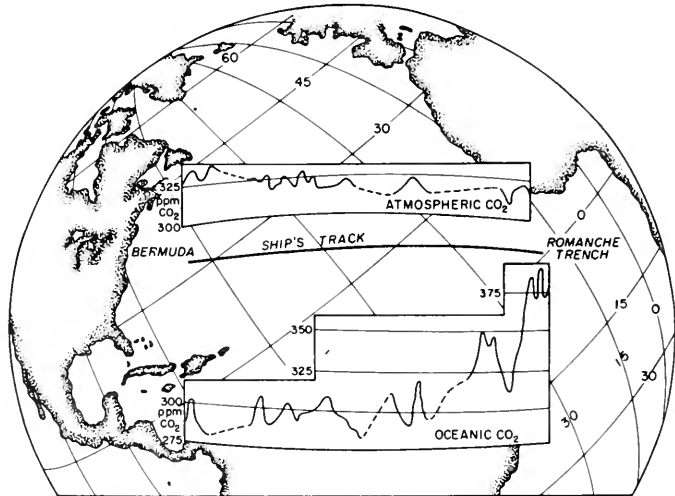 60
45
30
325
ppm
CO2
300
ATMOSPHERIC CO2
0
BERMUDA
SHIP'S TRACK
ROMANCHE
TRENCH
375
15
0
350
325
15
30
300
ppm
CO2
275
30
OCEANIC CO2